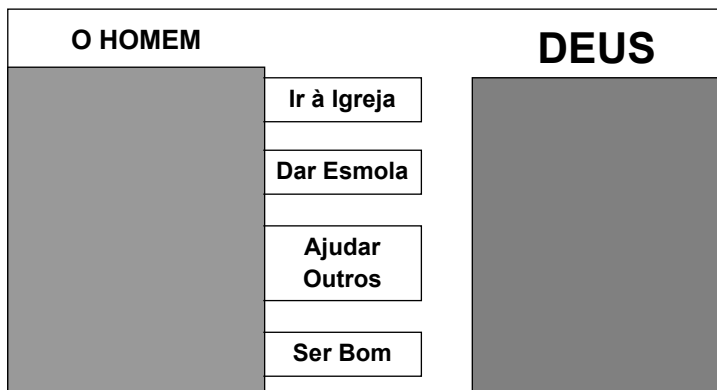 O HOMEM
DEUS
Ir à Igreja
Dar Esmola
Ajudar
Outros
Ser Bom